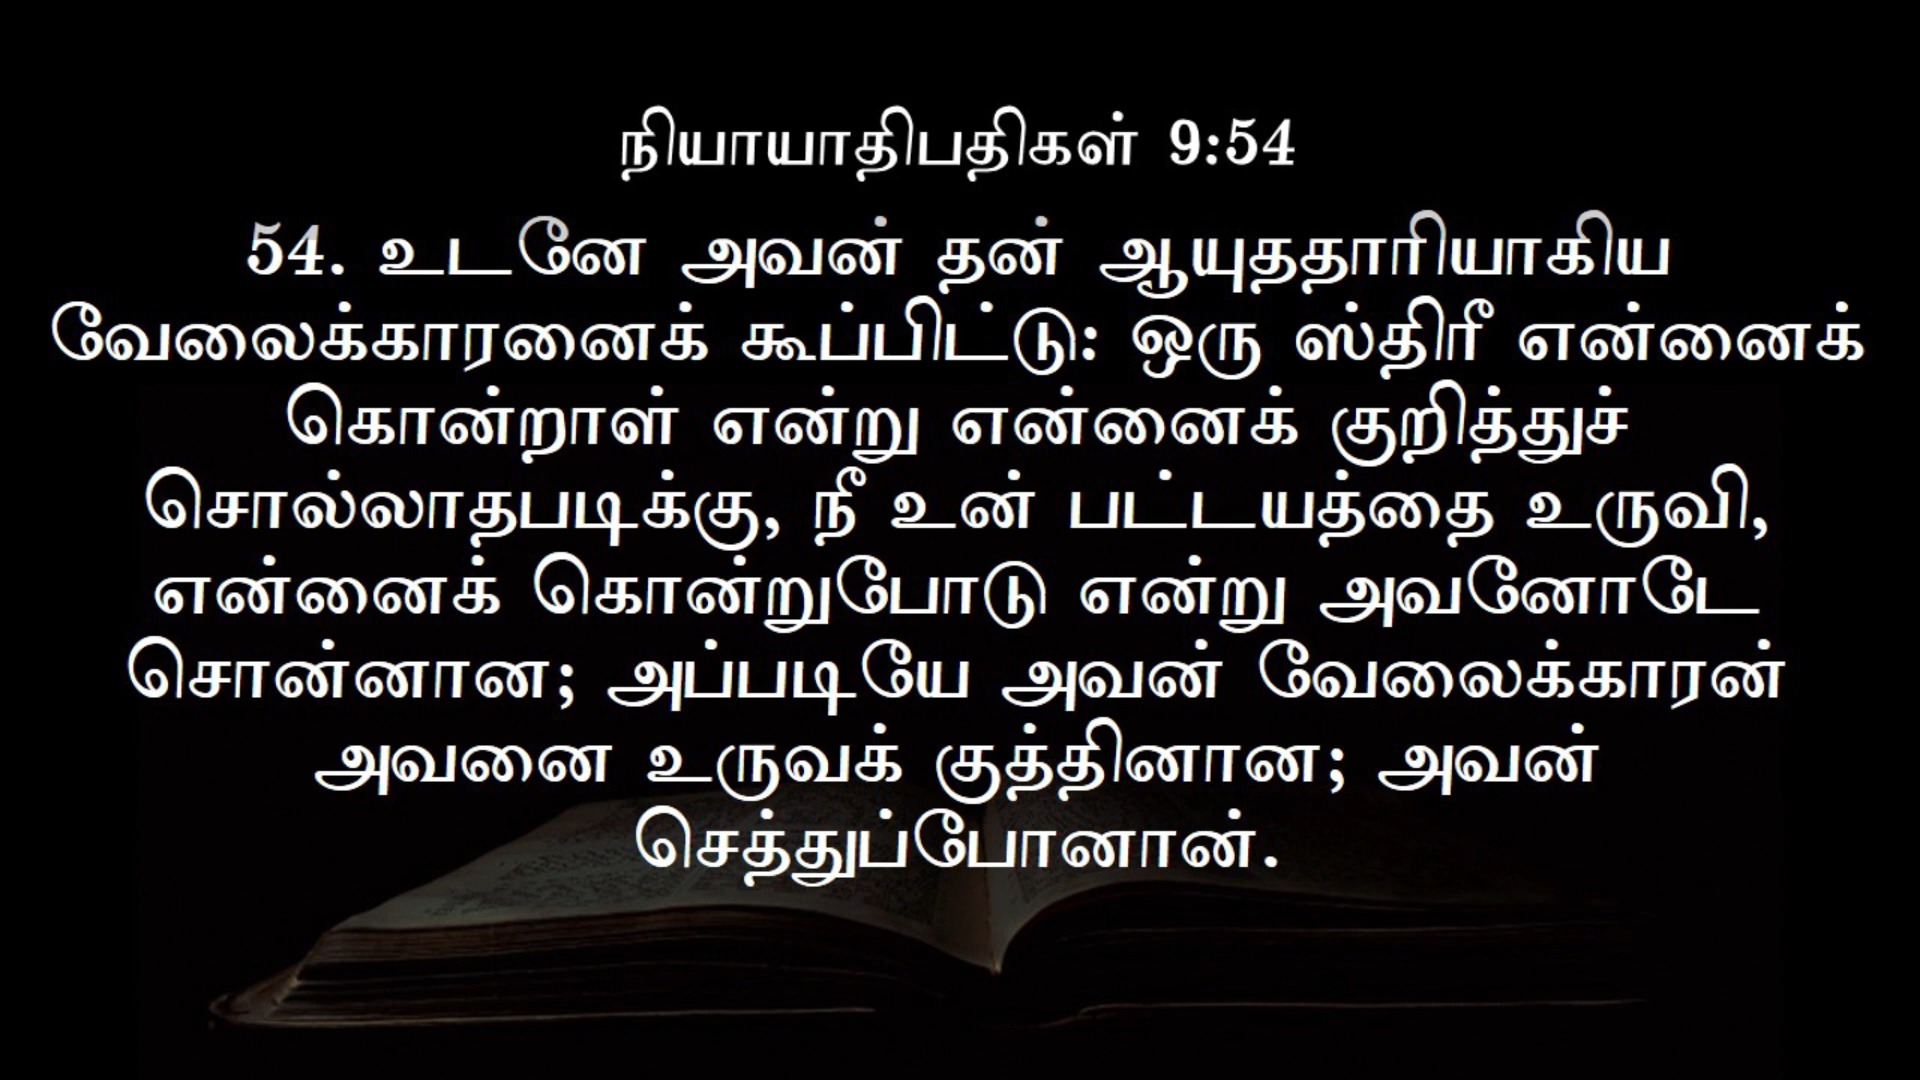 நியாயாதிபதிகள் 9:54
54. உடனே அவன் தன் ஆயுததாரியாகிய
வேலைக்காரனைக் கூப்பிட்டு: ஒரு ஸ்திரீ என்னைக்
கொன்றாள் என்று என்னைக் குறித்துச்
சொல்லாதபடிக்கு, நீ உன் பட்டயத்தை உருவி,
என்னைக் கொன்றுபோடு என்று அவனோடே
சொன்னான; அப்படியே அவன் வேலைக்காரன்
அவனை உருவக் குத்தினான; அவன்
செத்துப்போனான்.